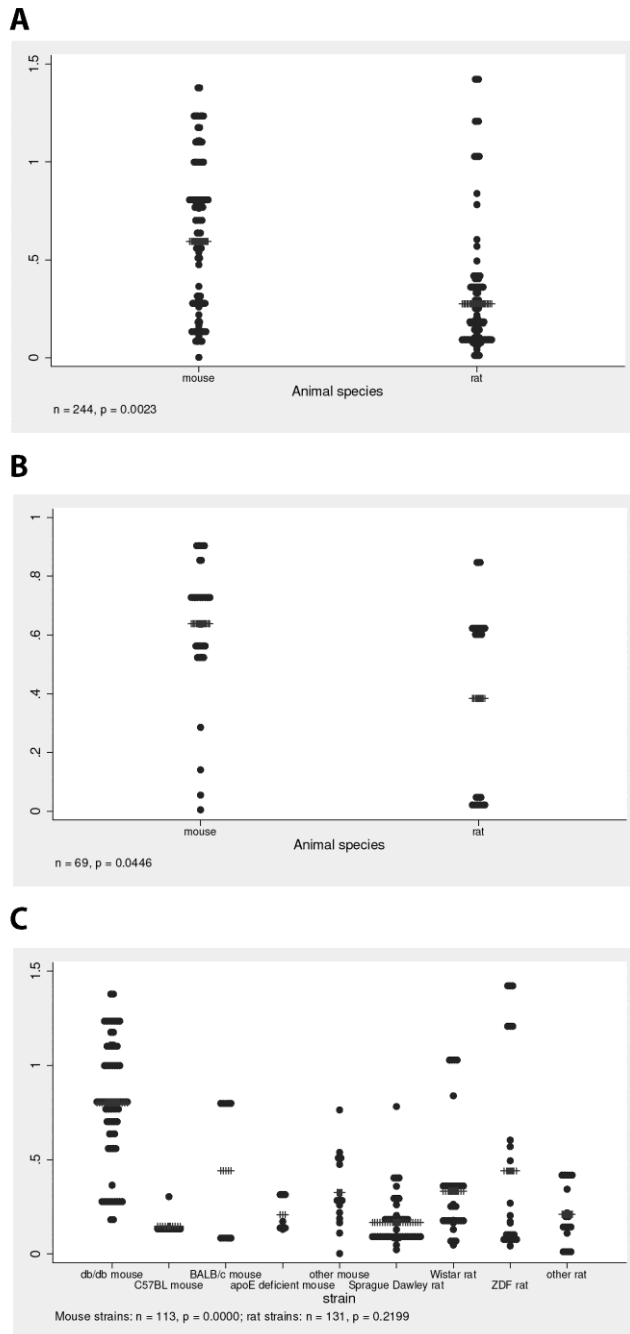 A
1.5
1
.5
0
mouse rat
Animal species
n = 244, p = 0.0023
B
1
.8
.6
.4
.2
0
mouse rat
Animal species
n = 69, p = 0.0446
C
1.5
1
.5
0
db/db mouse BALB/c mouse other mouse Wistar rat other rat
C57BL mouse apoE deficient mouse Sprague Dawley rat ZDF rat
strain
Mouse strains: n = 113, p = 0.0000; rat strains: n = 131, p = 0.2199